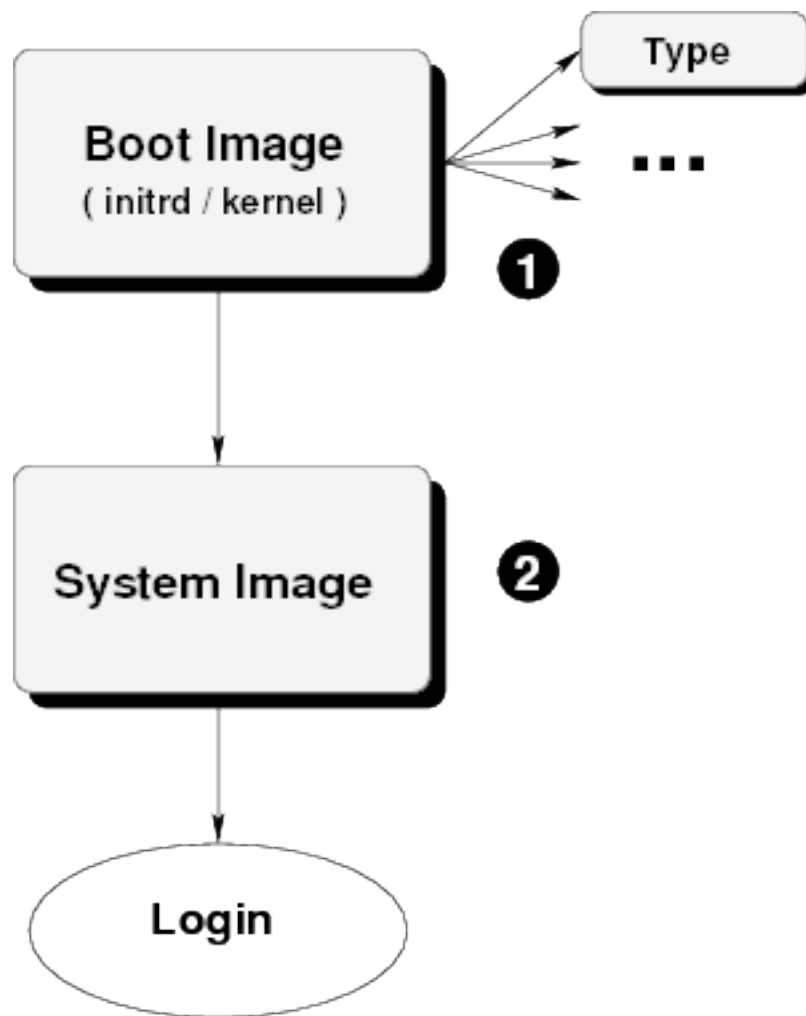 Type
Boot Image
( initrd / kernel )
...
1
System Image
2
Login